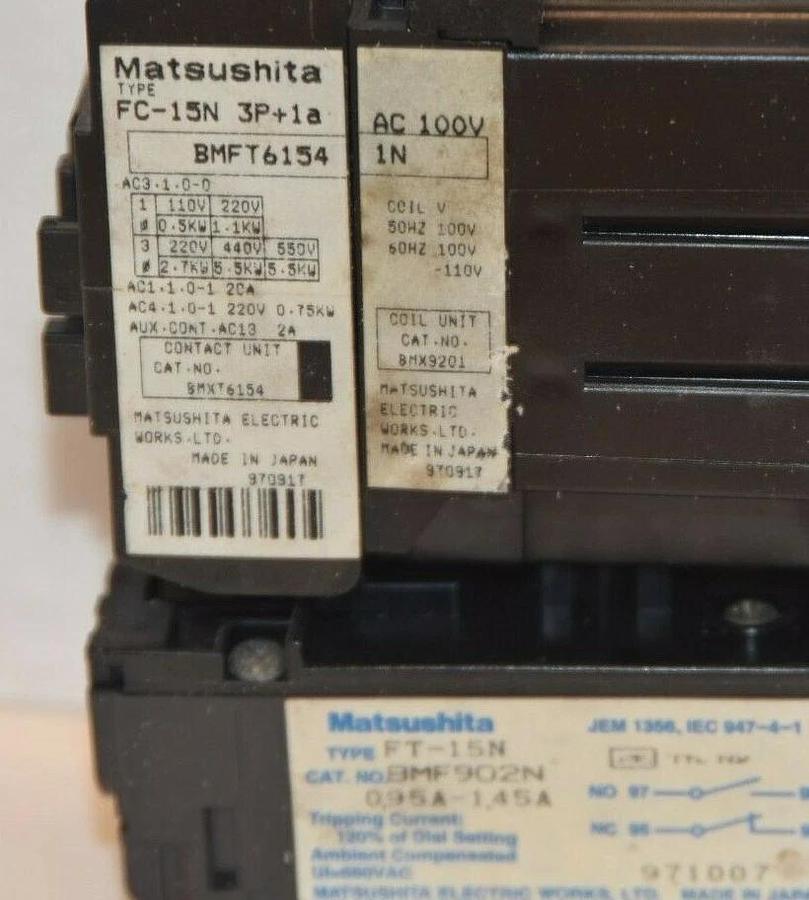 Matsushita
TYPE
FC-15N 3P+1a
BMFT6154
AC3.1.0-0
1 110V 220V
ø 0.5KW 1.1KW
3 220V 440V 550V
ø 2.7KW 5.5KW 5.5KW
AC1.1.0-1 20A
AC4.1.0-1 220V 0.75KW
AUX.CONT.AC13 2A
CONTACT UNIT
CAT.NO.
BMXT6154
MATSUSHITA ELECTRIC
WORKS.LTD.
MADE IN JAPAN
970917
AC 100V
1N
COIL V
50HZ 100V
60HZ 100V
-110V
COIL UNIT
CAT.NO.
BMX9201
MATSUSHITA
ELECTRIC
WORKS.LTD.
MADE IN JAPAN
970917
Matsushita
TYPE FT-15N
CAT. NO. BMF902N
0,95A-1,45A
Tripping Current:
120% of Dial Setting
Ambient Compensated
Ui=660VAC
MATSUSHITA ELECTRIC WORKS, LTD. MADE IN JAPA
JEM 1356, IEC 947-4-1
NO 97
NC 95
971007